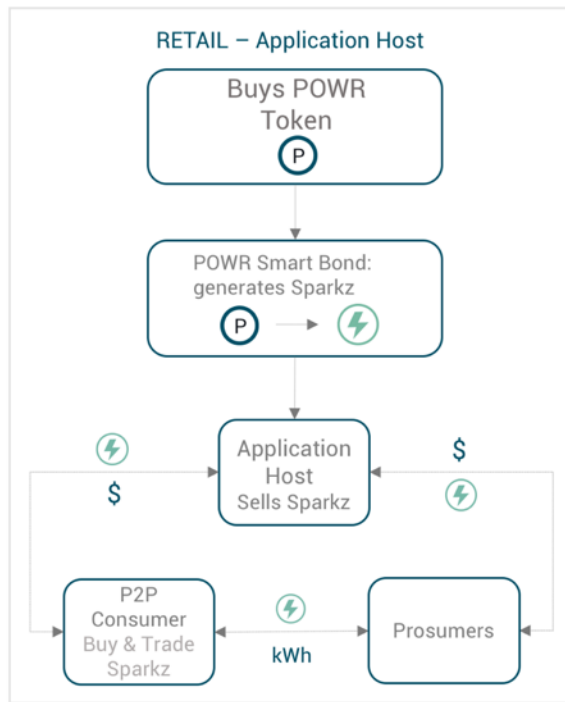 RETAIL – Application Host
Buys POWR
Token
P
POWR Smart Bond:
generates Sparkz
P
Application
Host
Sells Sparkz
$
$
P2P
Consumer
Buy & Trade
Sparkz
kWh
Prosumers